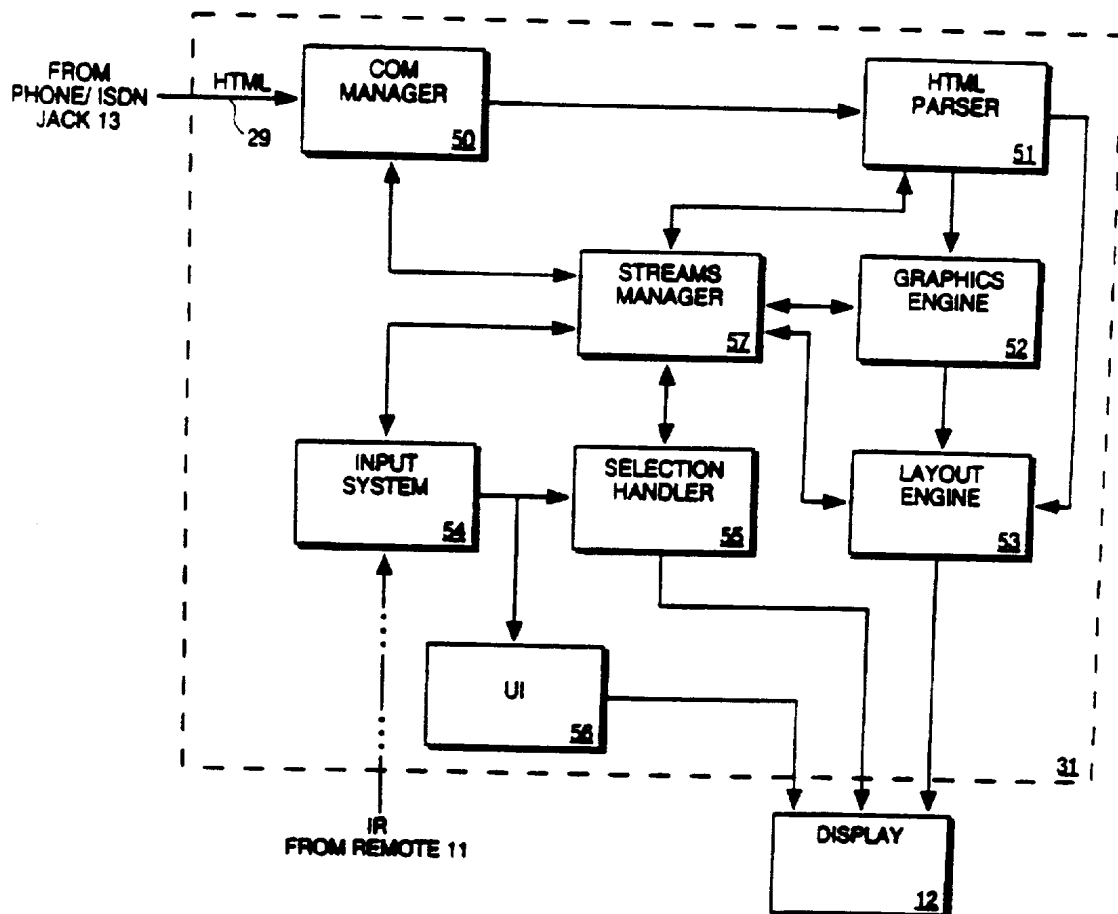 FROM
PHONE/ ISDN
JACK 13
HTML
29
COM
MANAGER
50
HTML
PARSER
51
STREAMS
MANAGER
57
GRAPHICS
ENGINE
52
INPUT
SYSTEM
54
SELECTION
HANDLER
55
LAYOUT
ENGINE
53
UI
56
31
IR
FROM REMOTE 11
DISPLAY
12